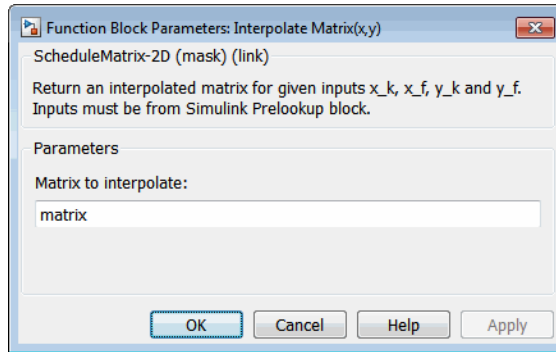 Function Block Parameters: Interpolate Matrix(x,y)
ScheduleMatrix-2D (mask) (link)
Return an interpolated matrix for given inputs x_k, x_f, y_k and y_f.
Inputs must be from Simulink Prelookup block.
Parameters
Matrix to interpolate:
matrix
OK Cancel Help Apply